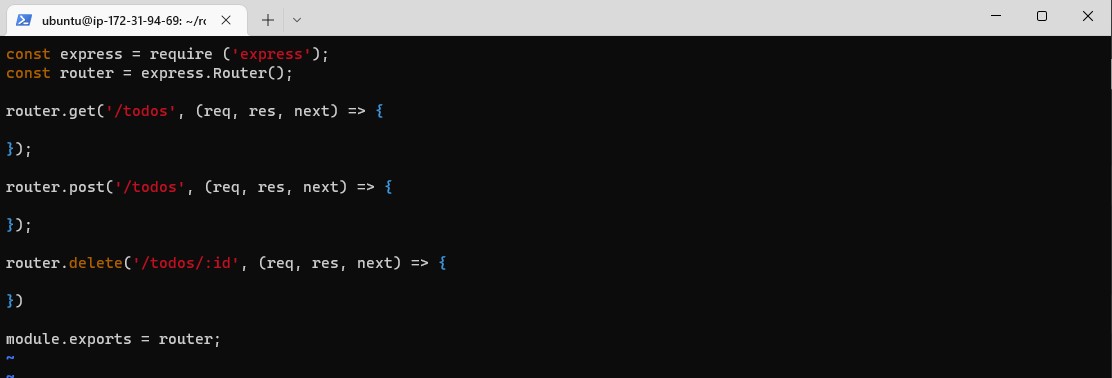 ubuntu@ip-172-31-94-69: ~/ro
const express = require ('express');
const router = express.Router();
router.get('/todos', (req, res, next) => {
});
router.post('/todos', (req, res, next) => {
});
router.delete('/todos/:id', (req, res, next) => {
})
module.exports = router;
~
~